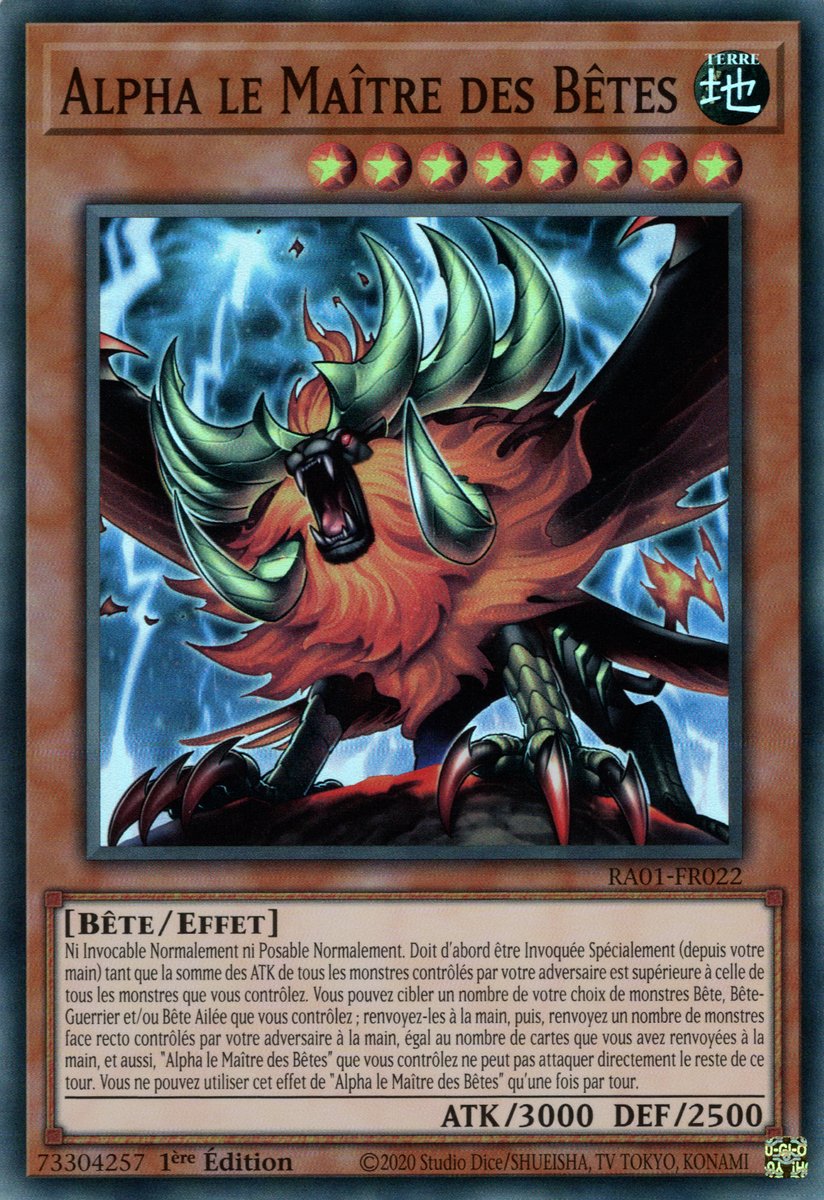 ALPHA LE MAÎTRE DES BÊTES
TERRE
地
RA01-FR022
[BÊTE/EFFET]
Ni Invocable Normalement ni Posable Normalement. Doit d'abord être Invoquée Spécialement (depuis votre
main) tant que la somme des ATK de tous les monstres contrôlés par votre adversaire est supérieure à celle de
tous les monstres que vous contrôlez. Vous pouvez cibler un nombre de votre choix de monstres Bête, Bête-
Guerrier et/ou Bête Ailée que vous contrôlez ; renvoyez-les à la main, puis, renvoyez un nombre de monstres
face recto contrôlés par votre adversaire à la main, égal au nombre de cartes que vous avez renvoyées à la
main, et aussi, "Alpha le Maître des Bêtes" que vous contrôlez ne peut pas attaquer directement le reste de ce
tour. Vous ne pouvez utiliser cet effet de "Alpha le Maître des Bêtes" qu'une fois par tour.
ATK/3000 DEF/2500
73304257 1ère Édition ©2020 Studio Dice/SHUEISHA, TV TOKYO, KONAMI